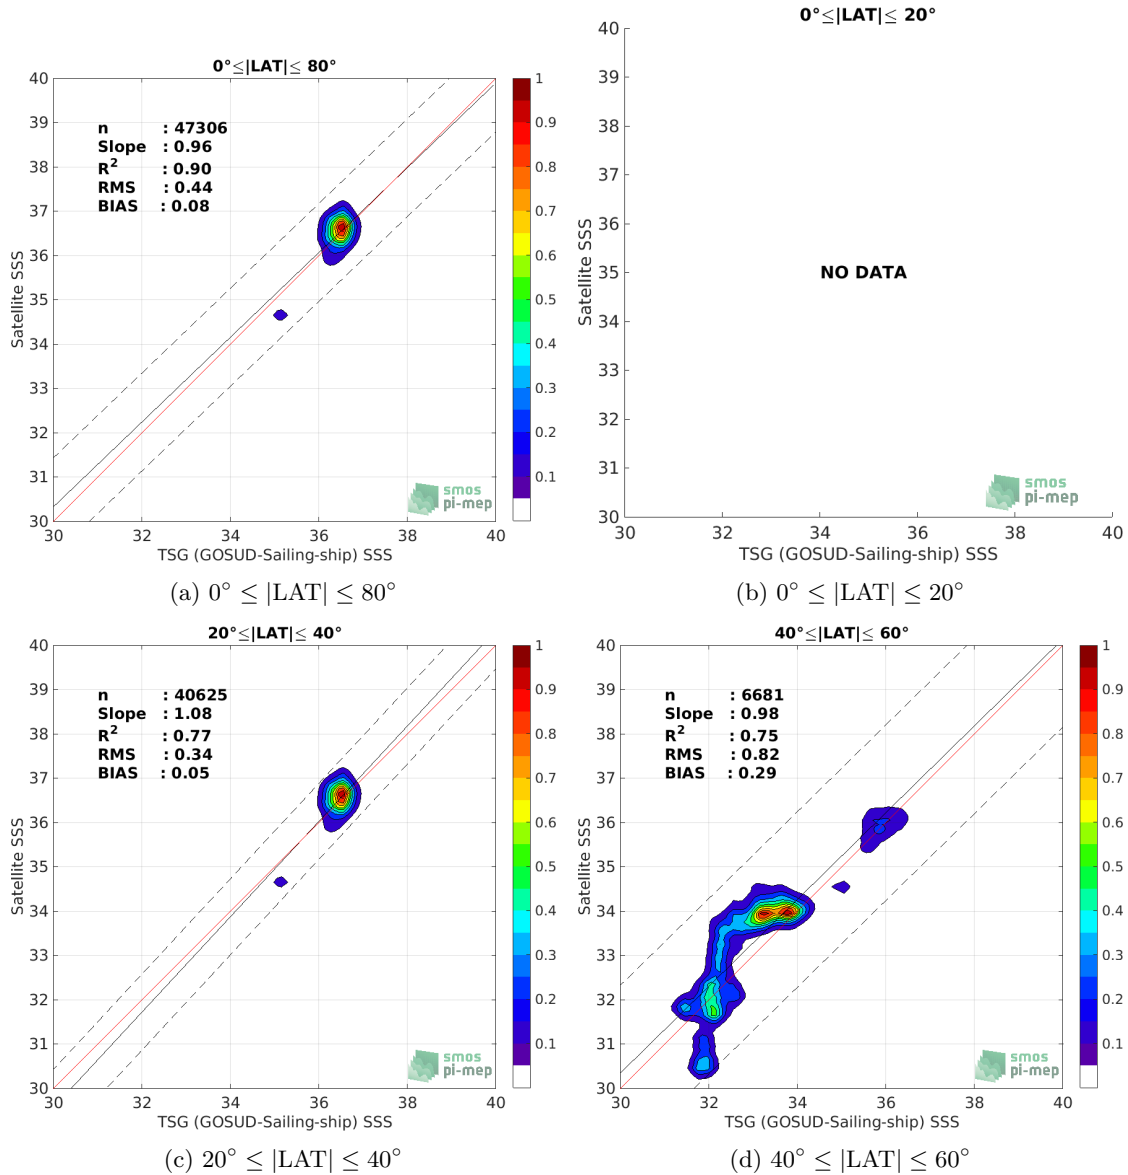 0°≤|LAT|≤ 80°
40
39
38
37
36
35
34
33
32
31
30
30 32 34 36 38 40
Satellite SSS
TSG (GOSUD-Sailing-ship) SSS
n : 47306
Slope : 0.96
R² : 0.90
RMS : 0.44
BIAS : 0.08
1
0.9
0.8
0.7
0.6
0.5
0.4
0.3
0.2
0.1
smos
pi-mep
(a) 0° ≤ |LAT| ≤ 80°
0°≤|LAT|≤ 20°
40
39
38
37
36
35
34
33
32
31
30
30 32 34 36 38 40
Satellite SSS
TSG (GOSUD-Sailing-ship) SSS
NO DATA
smos
pi-mep
(b) 0° ≤ |LAT| ≤ 20°
20°≤|LAT|≤ 40°
40
39
38
37
36
35
34
33
32
31
30
30 32 34 36 38 40
Satellite SSS
TSG (GOSUD-Sailing-ship) SSS
n : 40625
Slope : 1.08
R² : 0.77
RMS : 0.34
BIAS : 0.05
1
0.9
0.8
0.7
0.6
0.5
0.4
0.3
0.2
0.1
smos
pi-mep
(c) 20° ≤ |LAT| ≤ 40°
40°≤|LAT|≤ 60°
40
39
38
37
36
35
34
33
32
31
30
30 32 34 36 38 40
Satellite SSS
TSG (GOSUD-Sailing-ship) SSS
n : 6681
Slope : 0.98
R² : 0.75
RMS : 0.82
BIAS : 0.29
1
0.9
0.8
0.7
0.6
0.5
0.4
0.3
0.2
0.1
smos
pi-mep
(d) 40° ≤ |LAT| ≤ 60°